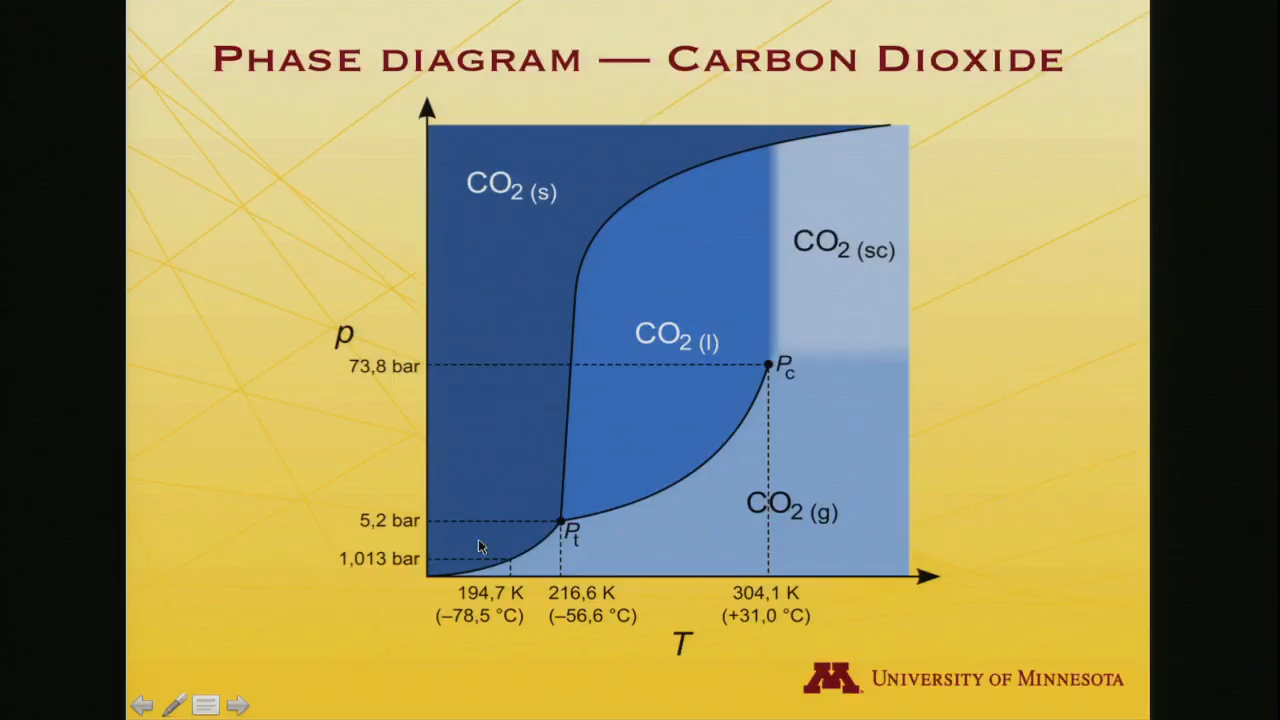 PHASE DIAGRAM — CARBON DIOXIDE
CO2 (s)
CO2 (sc)
p
CO2 (l)
73,8 bar
Pc
CO2 (g)
5,2 bar
Pt
1,013 bar
194,7 K 216,6 K 304,1 K
(–78,5 °C) (–56,6 °C) (+31,0 °C)
T
M UNIVERSITY OF MINNESOTA